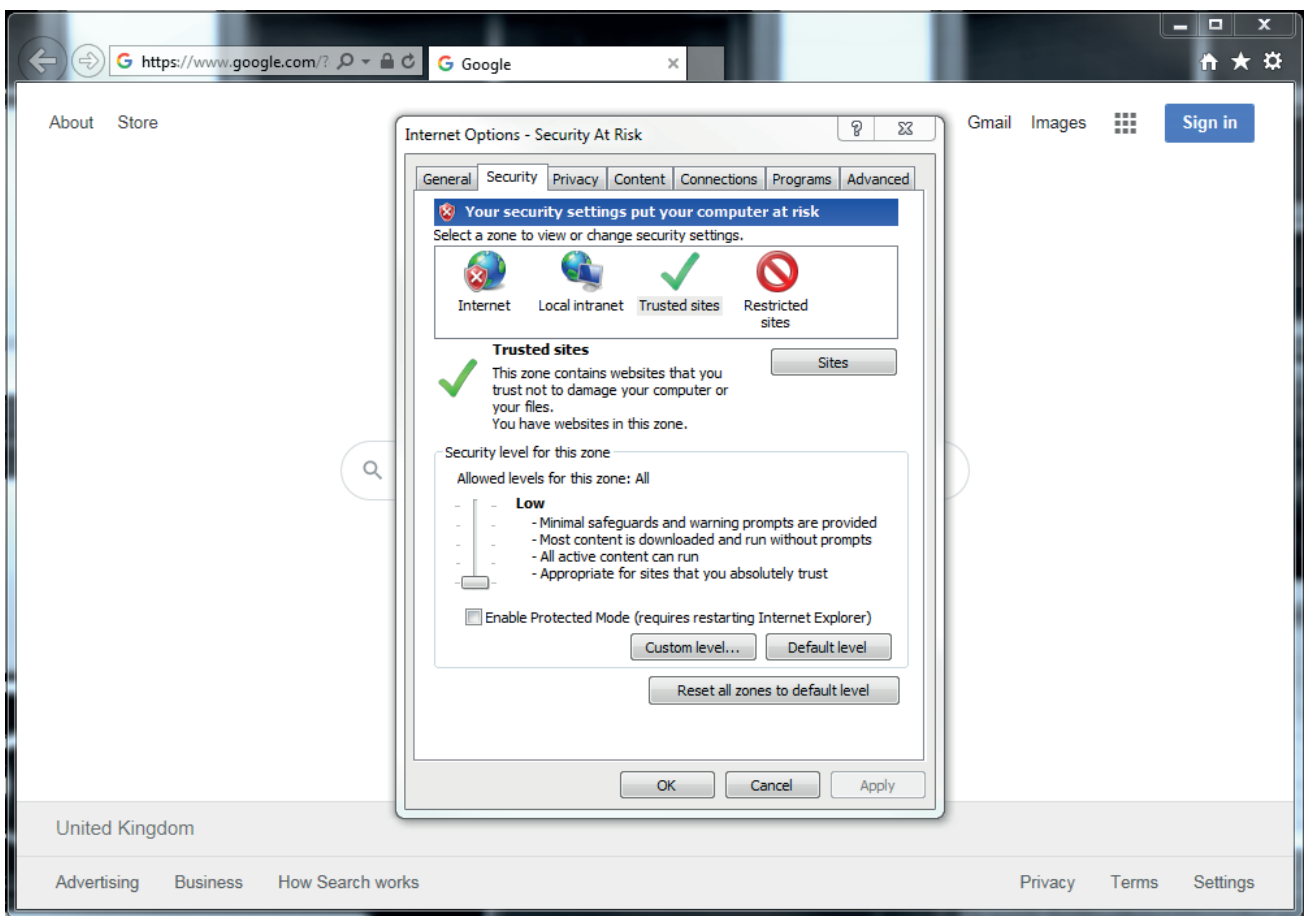 https://www.google.com/?
Google
About Store
Gmail Images
Sign in
Internet Options - Security At Risk
General Security Privacy Content Connections Programs Advanced
Your security settings put your computer at risk
Select a zone to view or change security settings.
Internet
Local intranet
Trusted sites
Restricted
sites
Trusted sites
Sites
This zone contains websites that you
trust not to damage your computer or
your files.
You have websites in this zone.
Security level for this zone
Allowed levels for this zone: All
Low
- Minimal safeguards and warning prompts are provided
- Most content is downloaded and run without prompts
- All active content can run
- Appropriate for sites that you absolutely trust
Enable Protected Mode (requires restarting Internet Explorer)
Custom level... Default level
Reset all zones to default level
OK Cancel Apply
United Kingdom
Advertising Business How Search works
Privacy Terms Settings